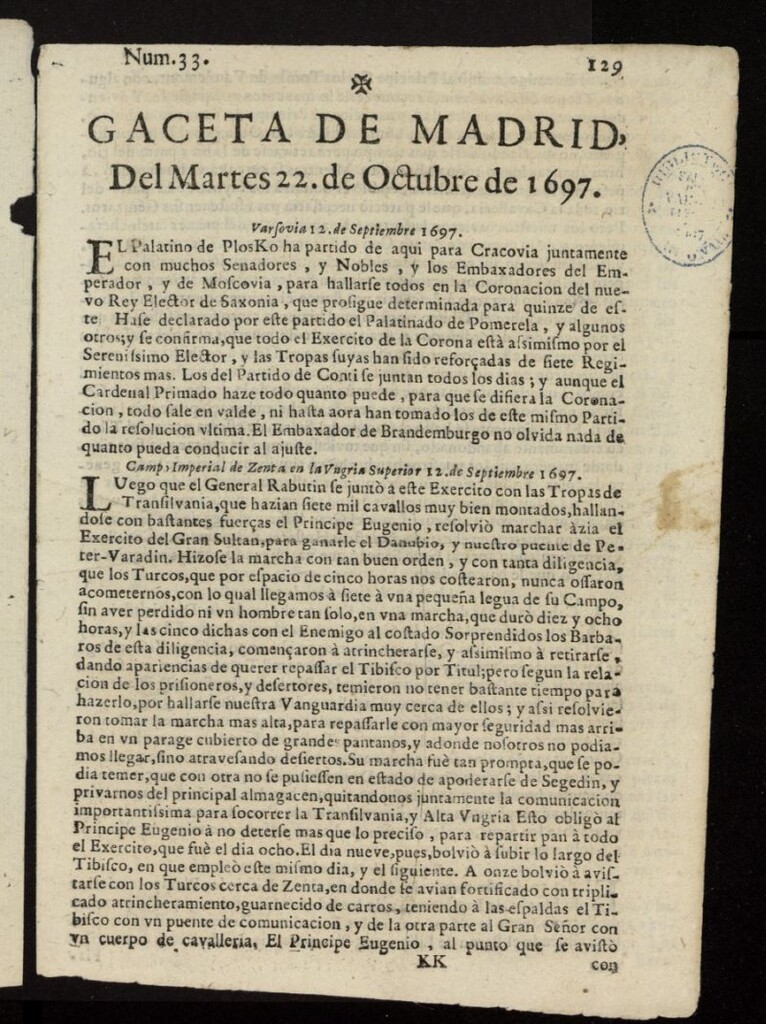 Num.33.
129
GACETA DE MADRID,
Del Martes 22. de Octubre de 1697.
Varſovia 12. de Septiembre 1697.
EL Palatino de PlosKo ha partido de aqui para Cracovia juntamente
con muchos Senadores, y Nobles, y los Embaxadores del Em-
perador, y de Moſcovia, para hallarſe todos en la Coronacion del nue-
vo Rey Elector de Saxonia, que proſigue determinada para quinze de eſ-
te Haſe declarado por eſte partido el Palatinado de Pomerela, y algunos
otros; y ſe confirma, que todo el Exercito de la Corona eſtà aſsimiſmo por el
Sereniſsimo Elector, y las Tropas ſuyas han ſido reforçadas de ſiete Regi-
mientos mas. Los del Partido de Conti ſe juntan todos los dias; y aunque el
Cardenal Primado haze todo quanto puede, para que ſe difiera la Corona-
cion, todo ſale en valde, ni haſta aora han tomado los de eſte miſmo Parti-
do la reſolucion vltima. El Embaxador de Brandemburgo no olvida nada de
quanto pueda conducir al ajuſte.
Campo Imperial de Zenta en la Vngria Superior 12. de Septiembre 1697.
LUego que el General Rabutin ſe juntò à eſte Exercito con las Tropas de
Tranſilvania, que hazian ſiete mil cavallos muy bien montados, hallan-
doſe con baſtantes fuerças el Principe Eugenio, reſolviò marchar àzia el
Exercito del Gran Sultan, para ganarle el Danubio, y nueſtro puente de Pe-
ter-Varadin. Hizoſe la marcha con tan buen orden, y con tanta diligencia,
que los Turcos, que por eſpacio de cinco horas nos coſtearon, nunca oſſaron
acometernos, con lo qual llegamos à ſiete à vna pequeña legua de ſu Campo,
ſin aver perdido ni vn hombre tan ſolo, en vna marcha, que durò diez y ocho
horas, y las cinco dichas con el Enemigo al coſtado Sorprendidos los Barba-
ros de eſta diligencia, començaron à atrincherarſe, y aſsimiſmo à retirarſe,
dando apariencias de querer repaſſar el Tibiſco por Titul; pero ſegun la rela-
cion de los priſioneros, y deſertores, temieron no tener baſtante tiempo para
hazerlo, por hallarſe nueſtra Vanguardia muy cerca de ellos; y aſsi reſolvie-
ron tomar la marcha mas alta, para repaſſarle con mayor ſeguridad mas arri-
ba en vn parage cubierto de grandes pantanos, y adonde noſotros no podia-
mos llegar, ſino atraveſando deſiertos. Su marcha fuè tan prompta, que ſe po-
dia temer, que con otra no ſe puſieſſen en eſtado de apoderarſe de Segedin, y
privarnos del principal almagacen, quitandonos juntamente la comunicacion
importantiſsima para ſocorrer la Tranſilvania, y Alta Vngria Eſto obligò al
Principe Eugenio à no deterſe mas que lo preciſo, para repartir pan à todo
el Exercito, que fuè el dia ocho. El dia nueve, pues, bolviò à ſubir lo largo del
Tibiſco, en que empleò eſte miſmo dia, y el ſiguiente. A onze bolviò à aviſ-
tarſe con los Turcos cerca de Zenta, en donde ſe avian fortificado con tripli-
cado atrincheramiento, guarnecido de carros, teniendo à las eſpaldas el Ti-
biſco con vn puente de comunicacion, y de la otra parte al Gran Señor con
vn cuerpo de cavalleria. El Principe Eugenio, al punto que ſe aviſtò
KK
con